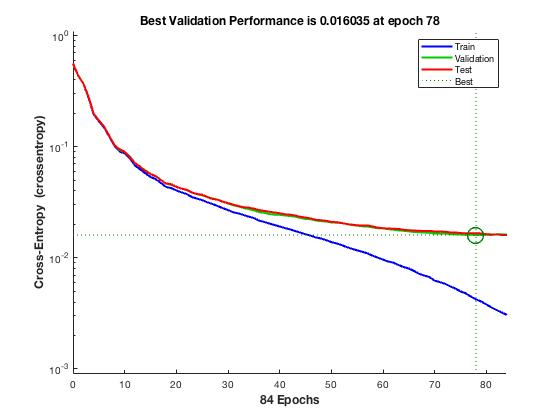 Best Validation Performance is 0.016035 at epoch 78
10^0
10^-1
10^-2
10^-3
Cross-Entropy (crossentropy)
Train
Validation
Test
Best
0 10 20 30 40 50 60 70 80
84 Epochs